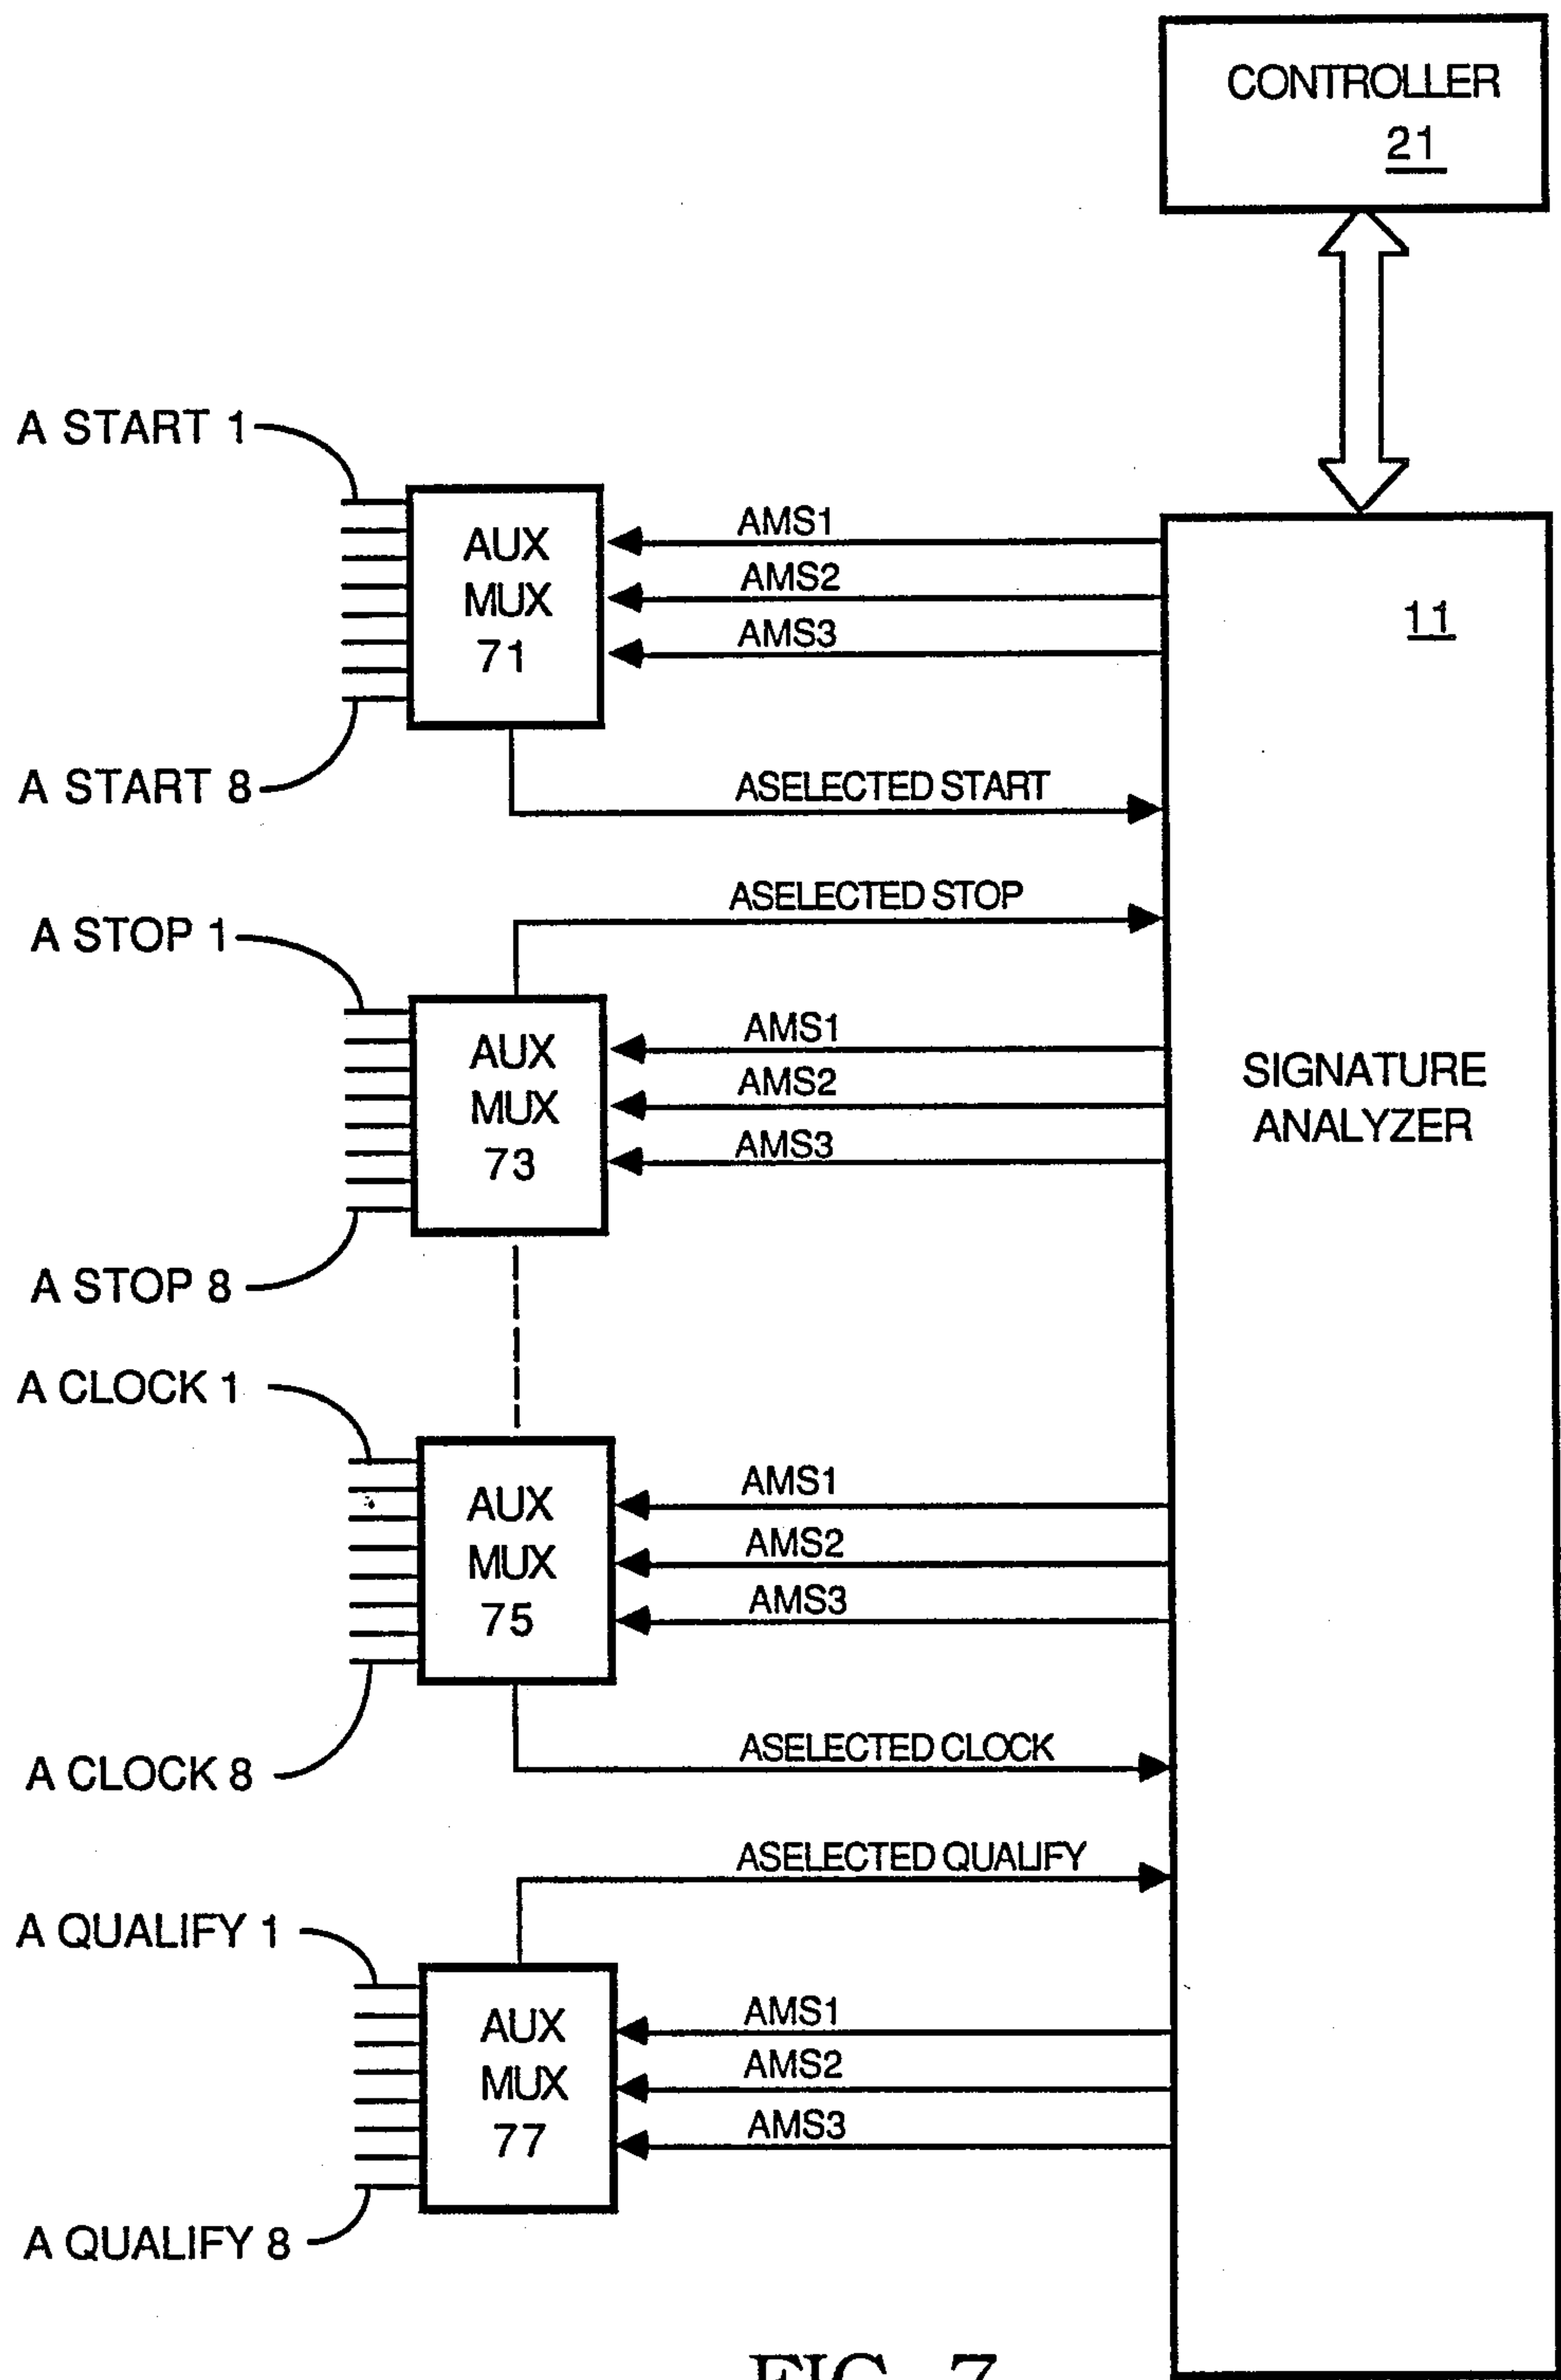 CONTROLLER
21
A START 1
AUX
MUX
71
AMS1
AMS2
AMS3
11
A START 8
ASELECTED START
ASELECTED STOP
A STOP 1
AUX
MUX
73
AMS1
AMS2
AMS3
SIGNATURE
ANALYZER
A STOP 8
A CLOCK 1
AUX
MUX
75
AMS1
AMS2
AMS3
A CLOCK 8
ASELECTED CLOCK
ASELECTED QUALIFY
A QUALIFY 1
AUX
MUX
77
AMS1
AMS2
AMS3
A QUALIFY 8
FIG. 7